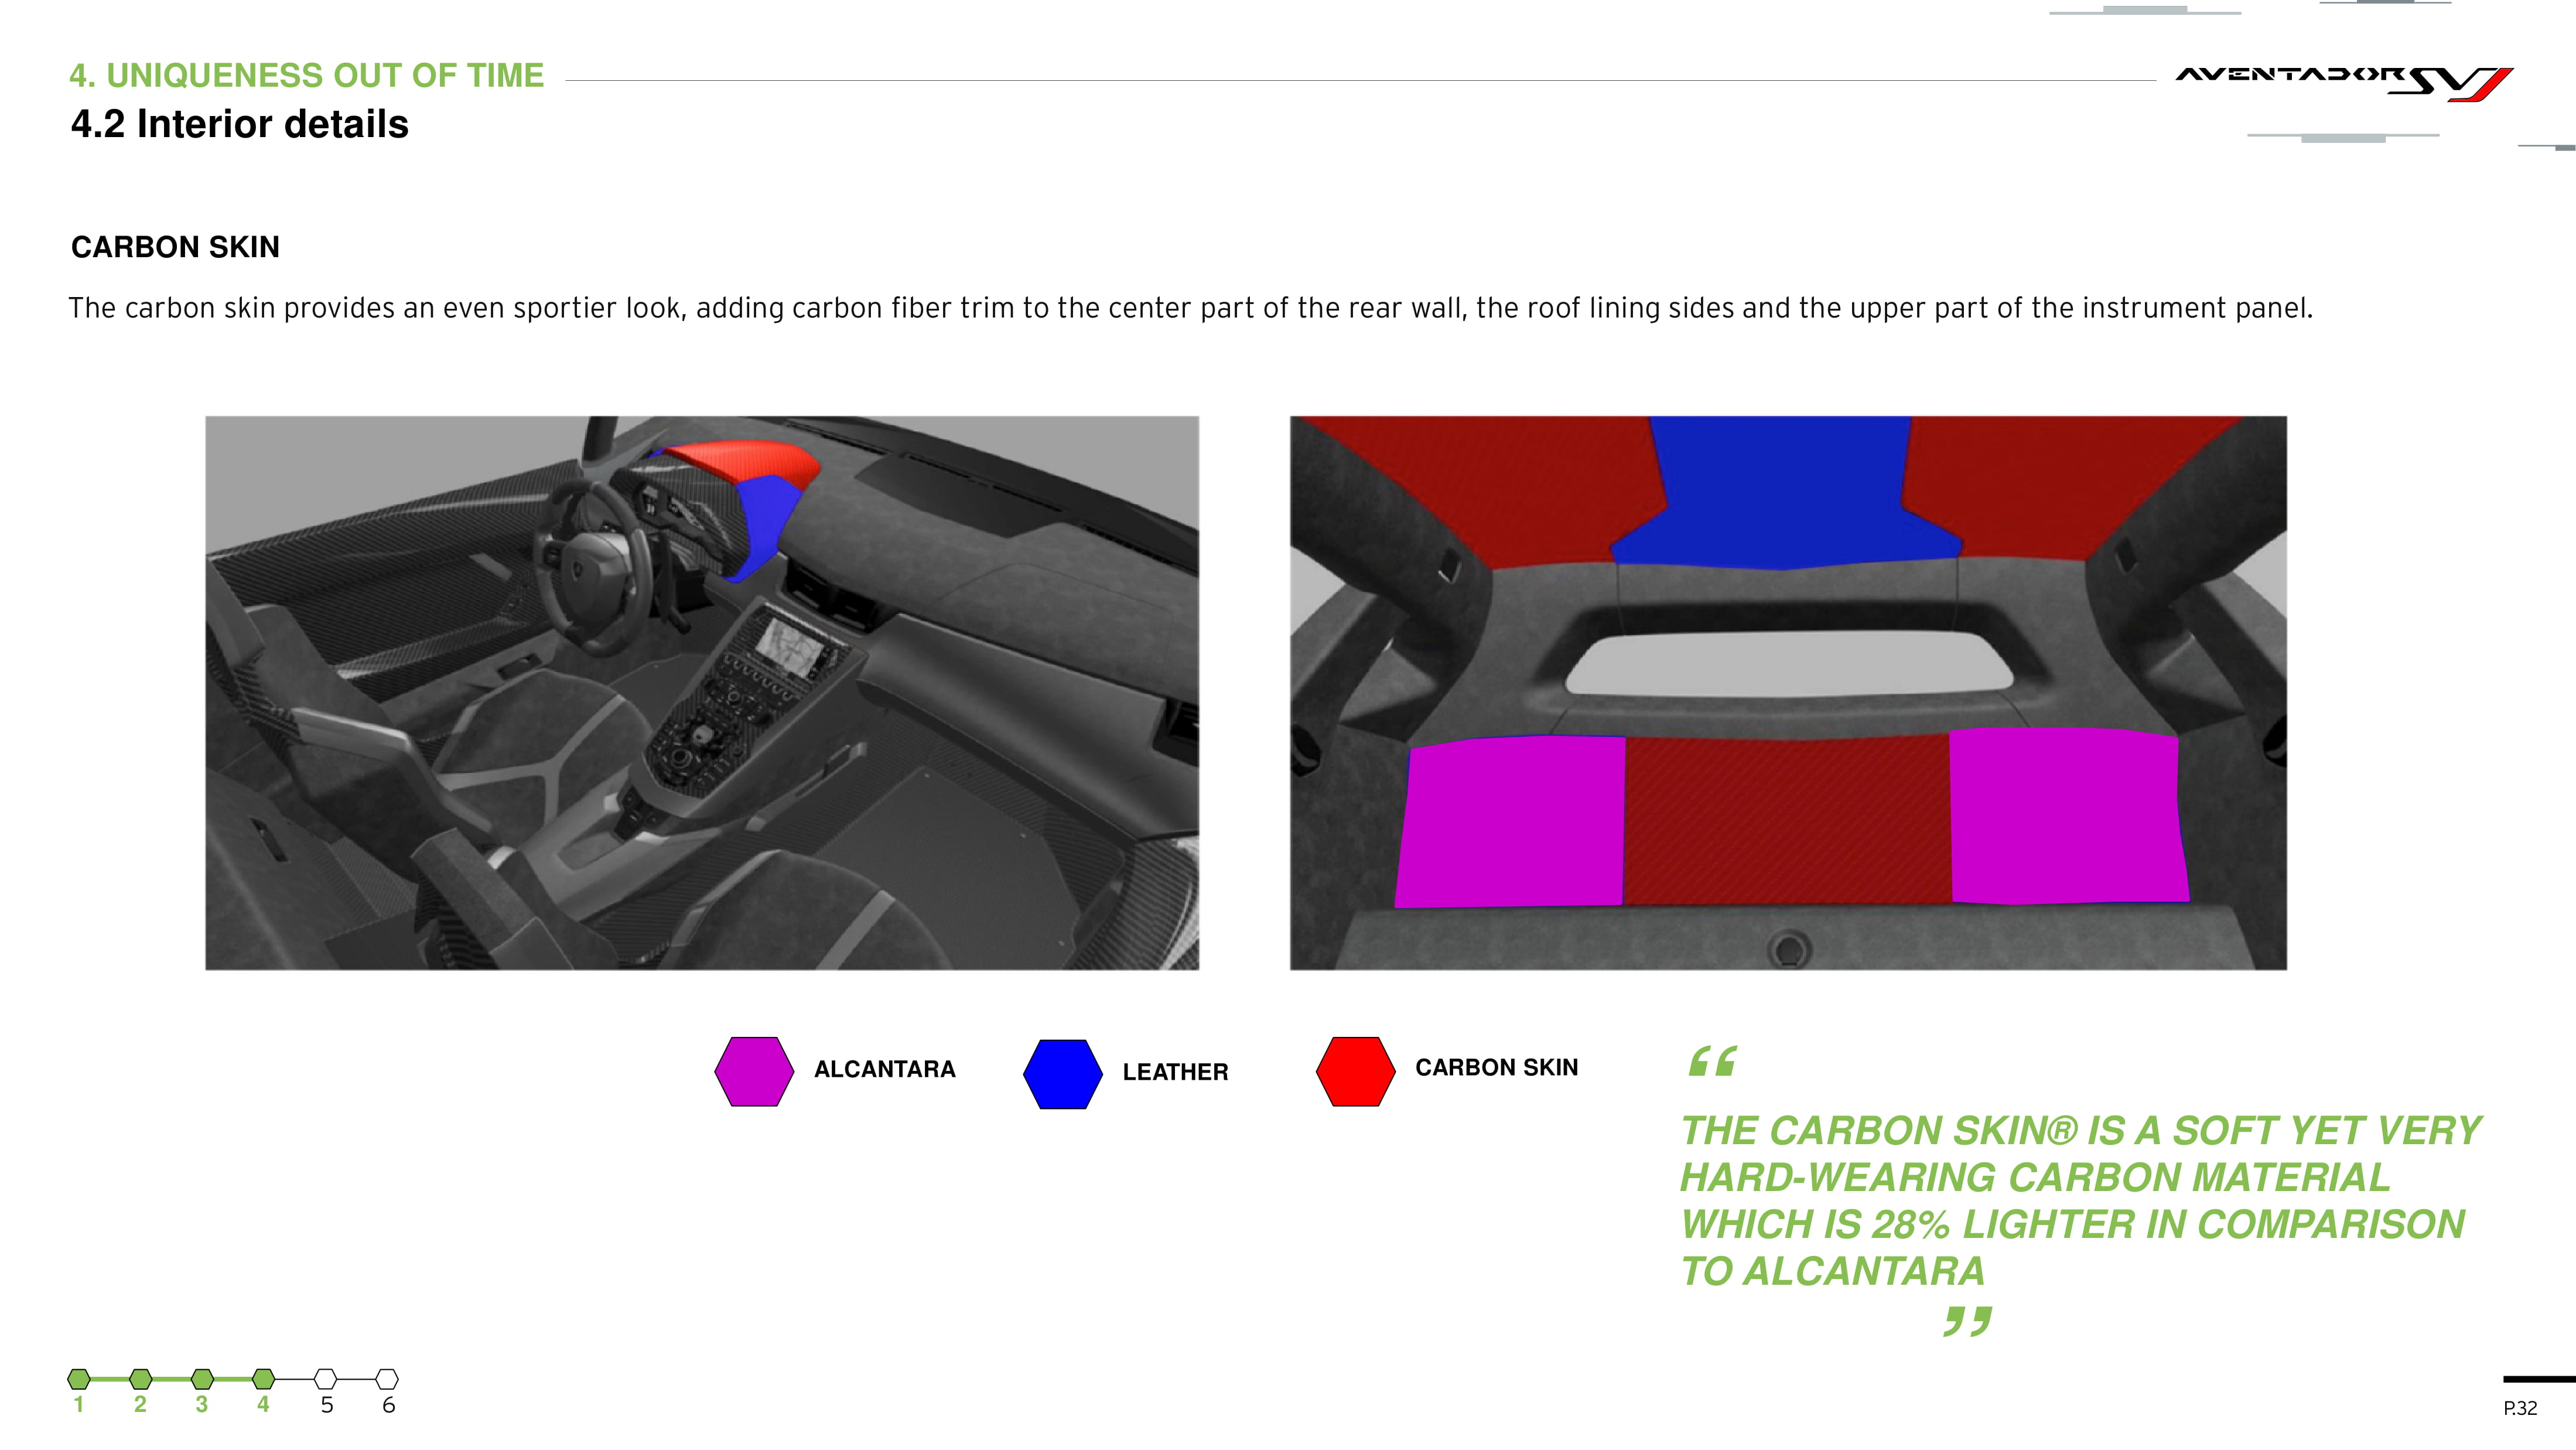 4. UNIQUENESS OUT OF TIME
AVENTADOR SVJ
4.2 Interior details
CARBON SKIN
The carbon skin provides an even sportier look, adding carbon fiber trim to the center part of the rear wall, the roof lining sides and the upper part of the instrument panel.
ALCANTARA
LEATHER
CARBON SKIN
“
THE CARBON SKIN® IS A SOFT YET VERY
HARD-WEARING CARBON MATERIAL
WHICH IS 28% LIGHTER IN COMPARISON
TO ALCANTARA
”
1 2 3 4 5 6
P.32